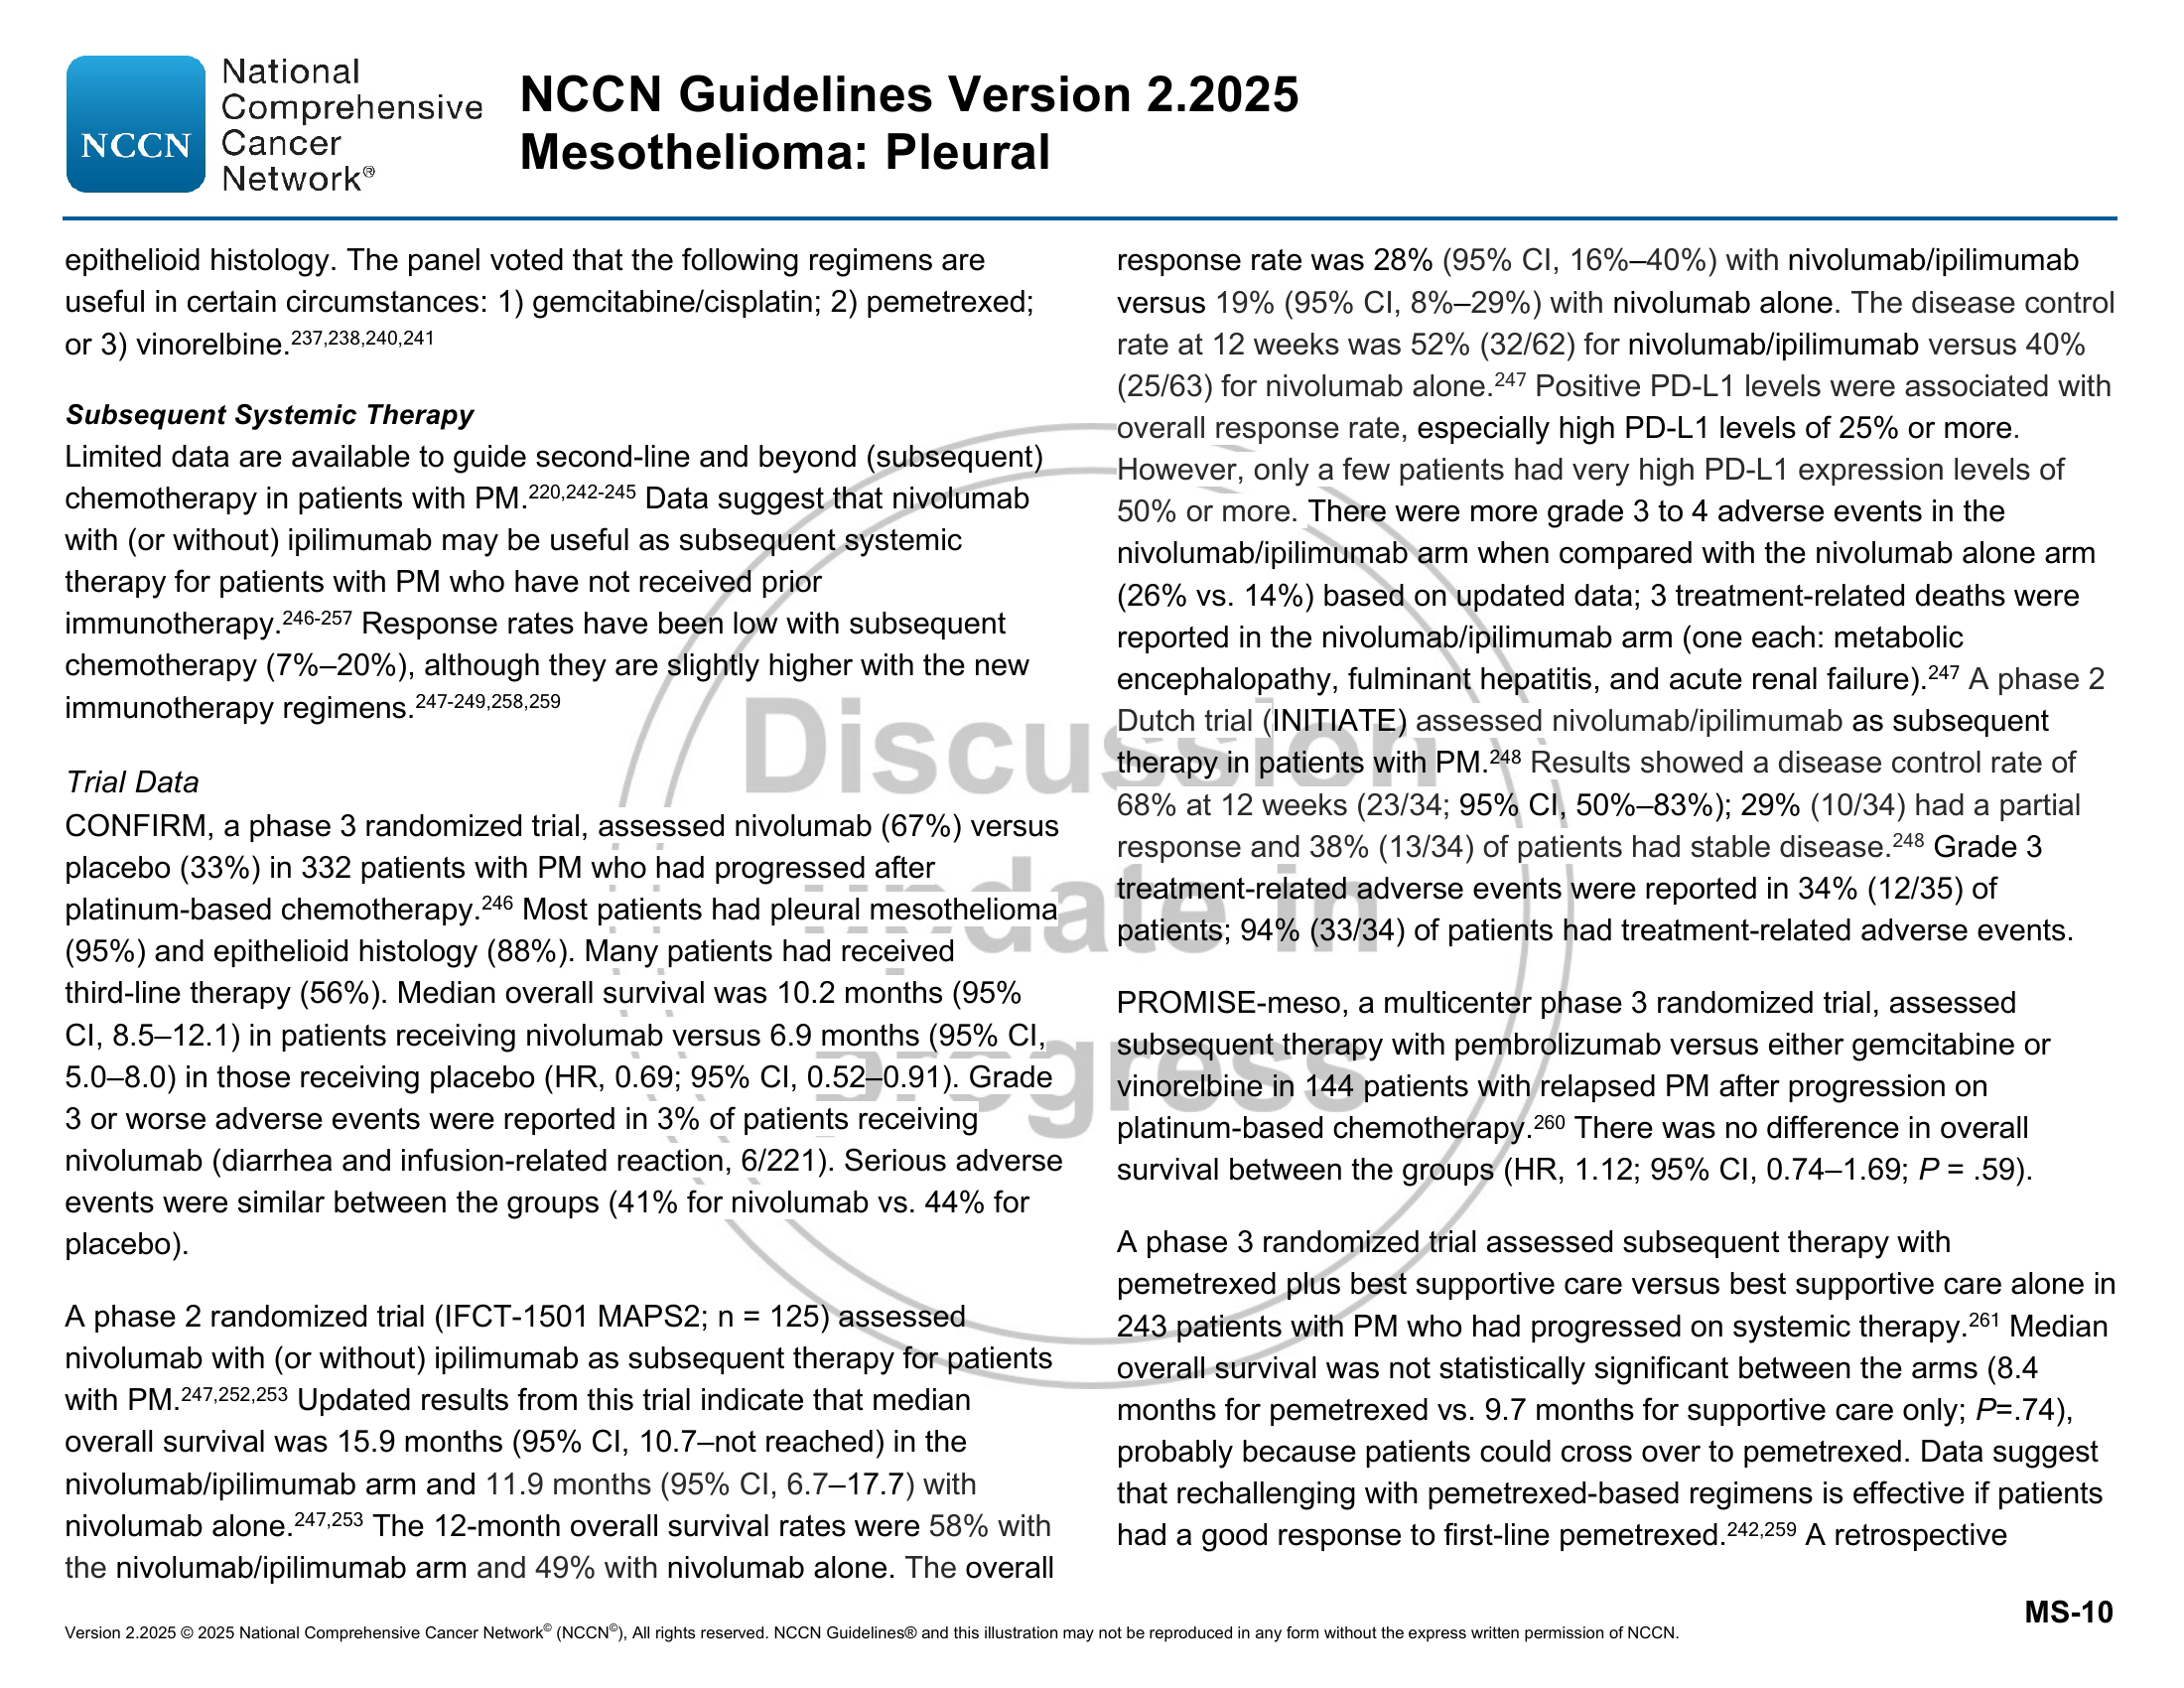 NCCN
National
Comprehensive
Cancer
Network®
NCCN Guidelines Version 2.2025
Mesothelioma: Pleural
epithelioid histology. The panel voted that the following regimens are
useful in certain circumstances: 1) gemcitabine/cisplatin; 2) pemetrexed;
or 3) vinorelbine.237,238,240,241
Subsequent Systemic Therapy
Limited data are available to guide second-line and beyond (subsequent)
chemotherapy in patients with PM.220,242-245 Data suggest that nivolumab
with (or without) ipilimumab may be useful as subsequent systemic
therapy for patients with PM who have not received prior
immunotherapy.246-257 Response rates have been low with subsequent
chemotherapy (7%–20%), although they are slightly higher with the new
immunotherapy regimens.247-249,258,259
Trial Data
CONFIRM, a phase 3 randomized trial, assessed nivolumab (67%) versus
placebo (33%) in 332 patients with PM who had progressed after
platinum-based chemotherapy.246 Most patients had pleural mesothelioma
(95%) and epithelioid histology (88%). Many patients had received
third-line therapy (56%). Median overall survival was 10.2 months (95%
CI, 8.5–12.1) in patients receiving nivolumab versus 6.9 months (95% CI,
5.0–8.0) in those receiving placebo (HR, 0.69; 95% CI, 0.52–0.91). Grade
3 or worse adverse events were reported in 3% of patients receiving
nivolumab (diarrhea and infusion-related reaction, 6/221). Serious adverse
events were similar between the groups (41% for nivolumab vs. 44% for
placebo).
A phase 2 randomized trial (IFCT-1501 MAPS2; n = 125) assessed
nivolumab with (or without) ipilimumab as subsequent therapy for patients
with PM.247,252,253 Updated results from this trial indicate that median
overall survival was 15.9 months (95% CI, 10.7–not reached) in the
nivolumab/ipilimumab arm and 11.9 months (95% CI, 6.7–17.7) with
nivolumab alone.247,253 The 12-month overall survival rates were 58% with
the nivolumab/ipilimumab arm and 49% with nivolumab alone. The overall
response rate was 28% (95% CI, 16%–40%) with nivolumab/ipilimumab
versus 19% (95% CI, 8%–29%) with nivolumab alone. The disease control
rate at 12 weeks was 52% (32/62) for nivolumab/ipilimumab versus 40%
(25/63) for nivolumab alone.247 Positive PD-L1 levels were associated with
overall response rate, especially high PD-L1 levels of 25% or more.
However, only a few patients had very high PD-L1 expression levels of
50% or more. There were more grade 3 to 4 adverse events in the
nivolumab/ipilimumab arm when compared with the nivolumab alone arm
(26% vs. 14%) based on updated data; 3 treatment-related deaths were
reported in the nivolumab/ipilimumab arm (one each: metabolic
encephalopathy, fulminant hepatitis, and acute renal failure).247 A phase 2
Dutch trial (INITIATE) assessed nivolumab/ipilimumab as subsequent
therapy in patients with PM.248 Results showed a disease control rate of
68% at 12 weeks (23/34; 95% CI, 50%–83%); 29% (10/34) had a partial
response and 38% (13/34) of patients had stable disease.248 Grade 3
treatment-related adverse events were reported in 34% (12/35) of
patients; 94% (33/34) of patients had treatment-related adverse events.
PROMISE-meso, a multicenter phase 3 randomized trial, assessed
subsequent therapy with pembrolizumab versus either gemcitabine or
vinorelbine in 144 patients with relapsed PM after progression on
platinum-based chemotherapy.260 There was no difference in overall
survival between the groups (HR, 1.12; 95% CI, 0.74–1.69; P = .59).
A phase 3 randomized trial assessed subsequent therapy with
pemetrexed plus best supportive care versus best supportive care alone in
243 patients with PM who had progressed on systemic therapy.261 Median
overall survival was not statistically significant between the arms (8.4
months for pemetrexed vs. 9.7 months for supportive care only; P=.74),
probably because patients could cross over to pemetrexed. Data suggest
that rechallenging with pemetrexed-based regimens is effective if patients
had a good response to first-line pemetrexed.242,259 A retrospective
Discussion
update in
progress
MS-10
Version 2.2025 © 2025 National Comprehensive Cancer Network© (NCCN©), All rights reserved. NCCN Guidelines® and this illustration may not be reproduced in any form without the express written permission of NCCN.